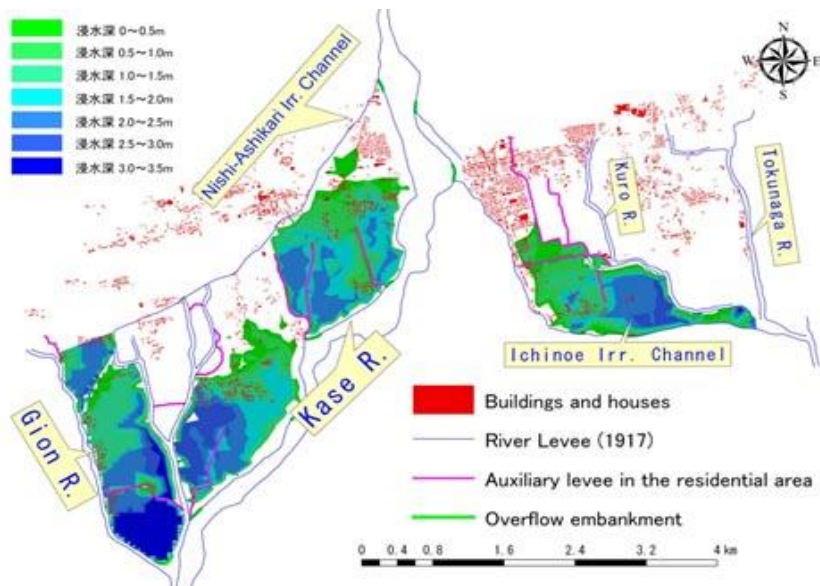 浸水深 0～0.5m
浸水深 0.5～1.0m
浸水深 1.0～1.5m
浸水深 1.5～2.0m
浸水深 2.0～2.5m
浸水深 2.5～3.0m
浸水深 3.0～3.5m
Nishi-Ashikari Irr. Channel
N
W
E
S
Kuro R.
Tokunaga R.
Ichinoe Irr. Channel
Kase R.
Gion R.
Buildings and houses
River Levee (1917)
Auxiliary levee in the residential area
Overflow embankment
0 0.4 0.8 1.6 2.4 3.2 4 km